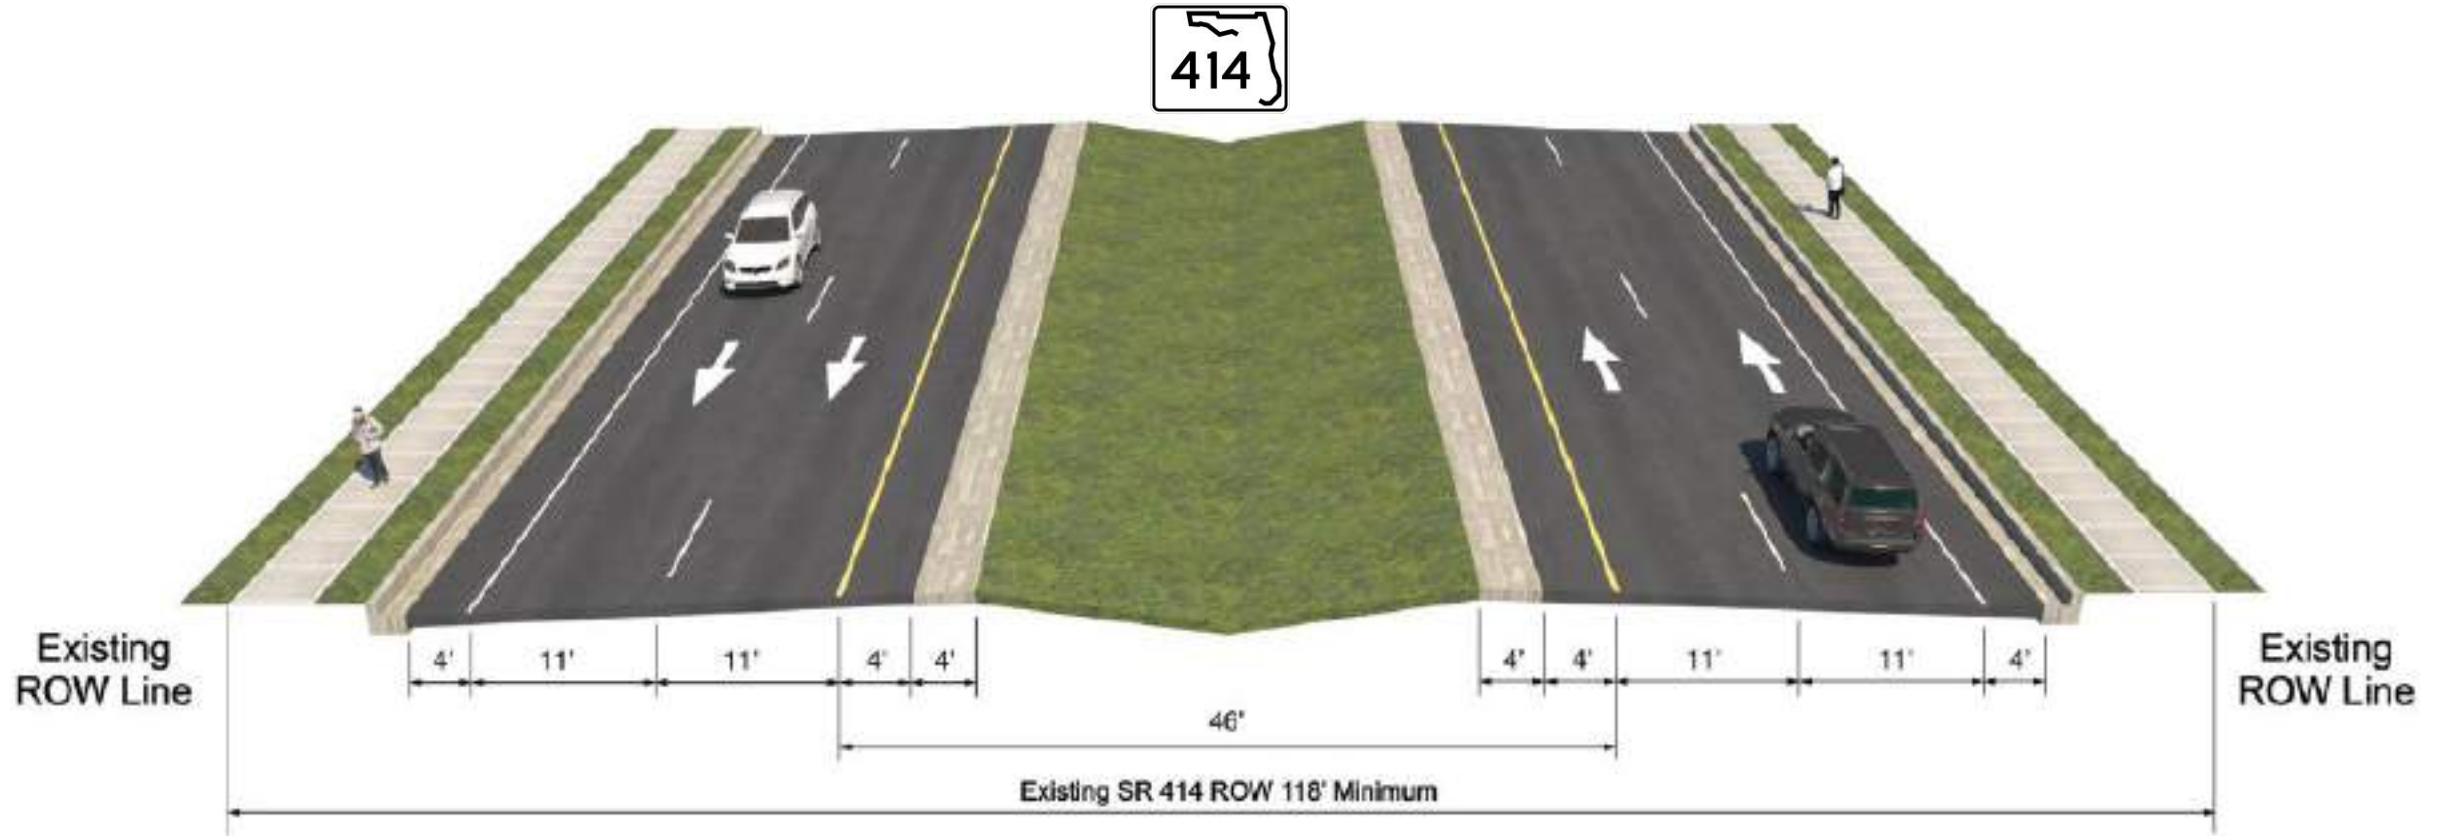 414
Existing
ROW Line
4' 11' 11' 4' 4' 4' 4' 11' 11' 4'
Existing
ROW Line
46'
Existing SR 414 ROW 118' Minimum